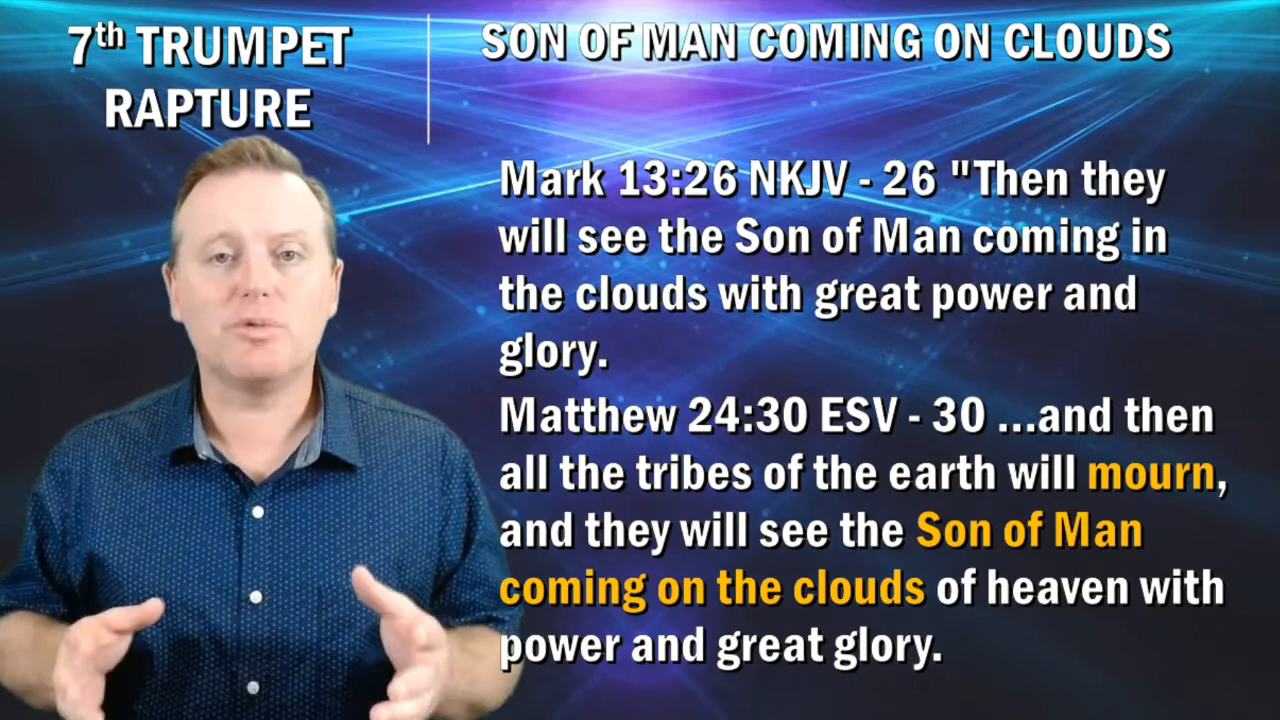 7th TRUMPET
RAPTURE
SON OF MAN COMING ON CLOUDS
Mark 13:26 NKJV - 26 "Then they
will see the Son of Man coming in
the clouds with great power and
glory.
Matthew 24:30 ESV - 30 ...and then
all the tribes of the earth will mourn,
and they will see the Son of Man
coming on the clouds of heaven with
power and great glory.